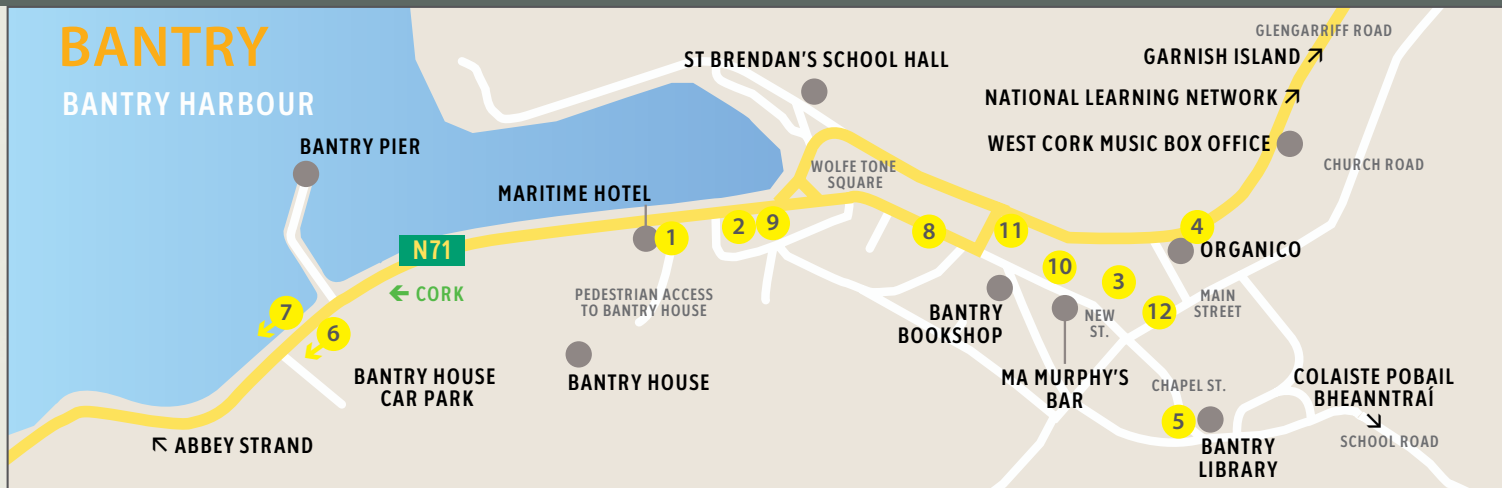 BANTRY
BANTRY HARBOUR
BANTRY PIER
ST BRENDAN'S SCHOOL HALL
GLENGARRIFF ROAD
GARNISH ISLAND ↗
NATIONAL LEARNING NETWORK ↗
WEST CORK MUSIC BOX OFFICE
CHURCH ROAD
WOLFE TONE
SQUARE
MARITIME HOTEL
1
2
9
8
11
4
ORGANICO
N71
← CORK
10
3
12
MAIN
STREET
PEDESTRIAN ACCESS
TO BANTRY HOUSE
7
6
BANTRY
BOOKSHOP
NEW
ST.
BANTRY HOUSE
CAR PARK
BANTRY HOUSE
MA MURPHY'S
BAR
CHAPEL ST.
COLAISTE POBAIL
BHEANNTRAÍ
↘
SCHOOL ROAD
5
BANTRY
LIBRARY
↖ ABBEY STRAND